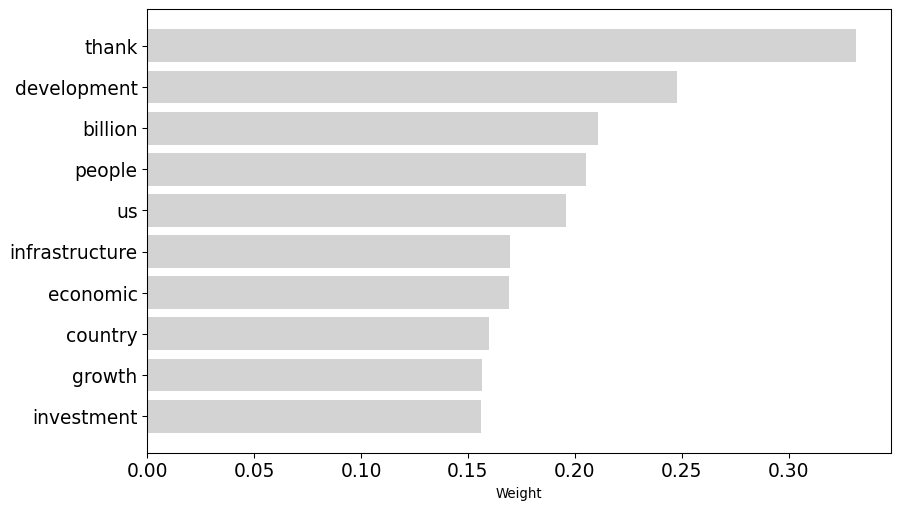 thank
development
billion
people
us
infrastructure
economic
country
growth
investment
0.00 0.05 0.10 0.15 0.20 0.25 0.30
Weight